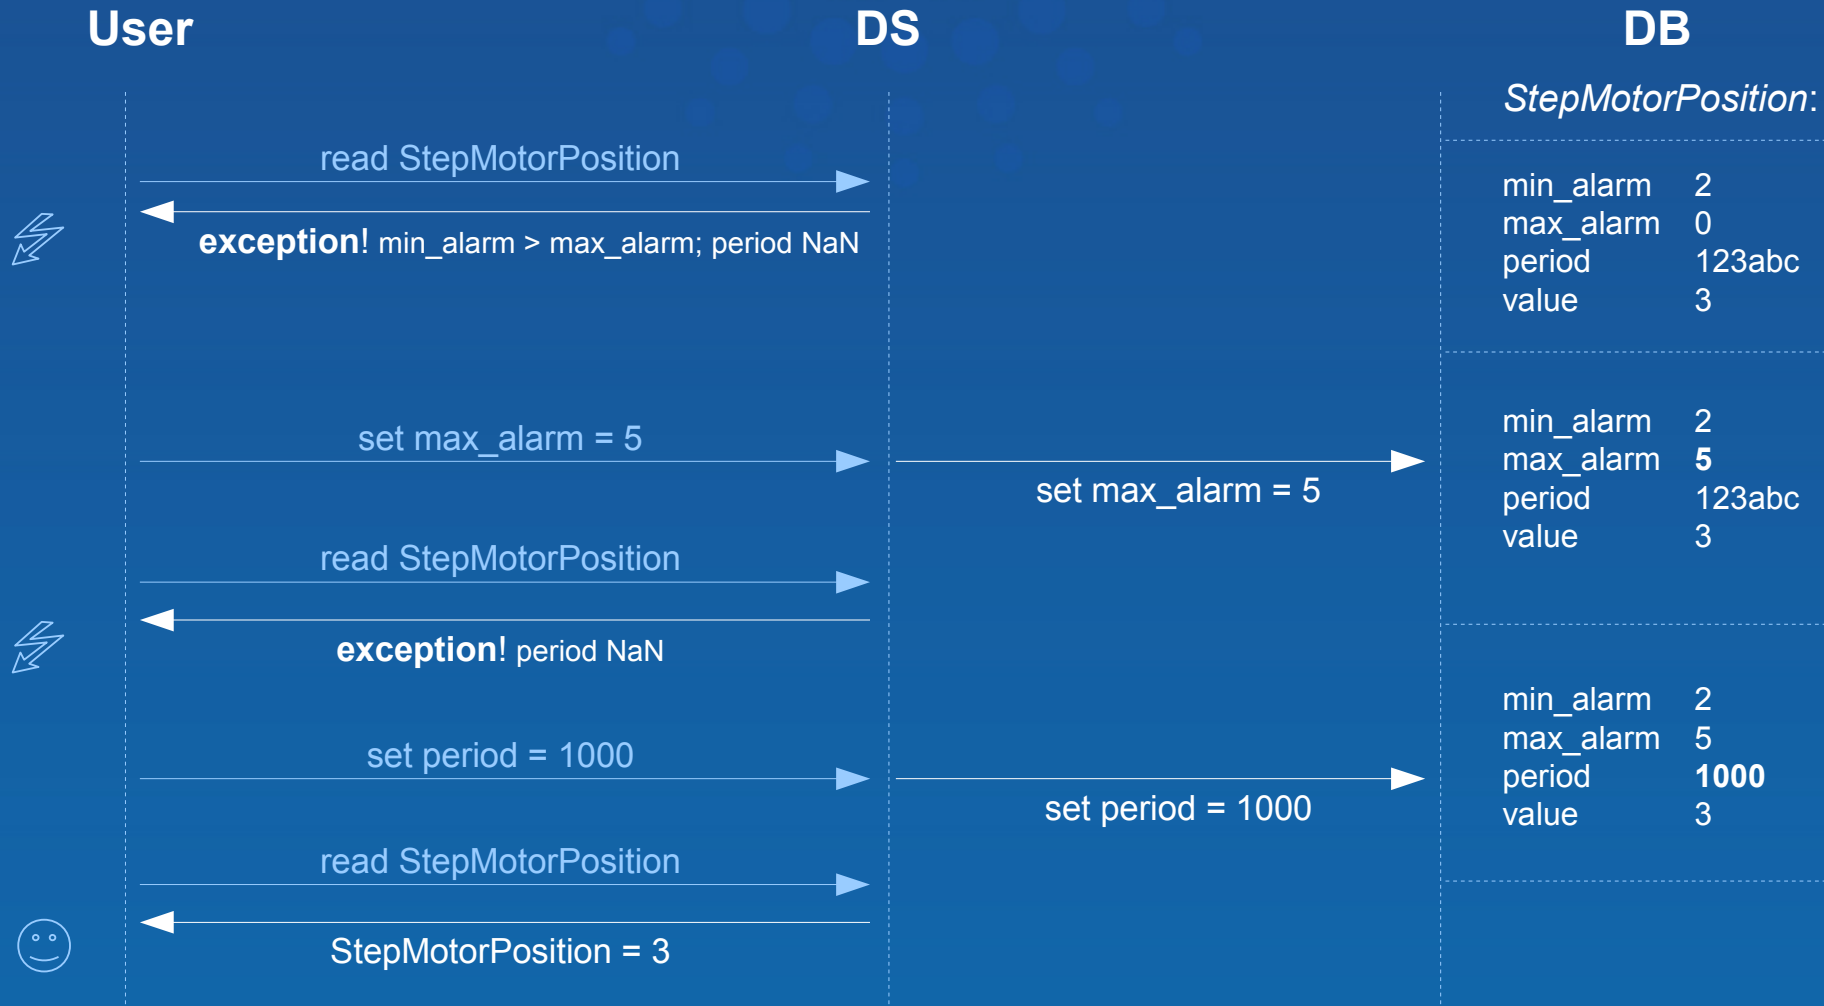 User
DS
DB
StepMotorPosition:
read StepMotorPosition
exception! min_alarm > max_alarm; period NaN
min_alarm 2
max_alarm 0
period 123abc
value 3
set max_alarm = 5
set max_alarm = 5
min_alarm 2
max_alarm 5
period 123abc
value 3
read StepMotorPosition
exception! period NaN
set period = 1000
set period = 1000
min_alarm 2
max_alarm 5
period 1000
value 3
read StepMotorPosition
StepMotorPosition = 3